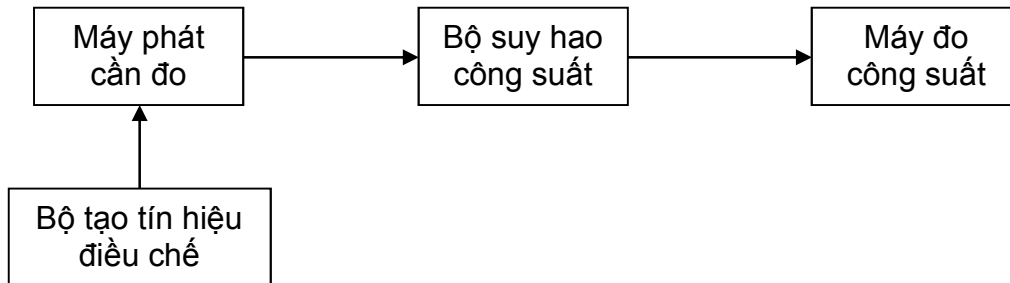 Máy phát
cần đo
Bộ suy hao
công suất
Máy đo
công suất
Bộ tạo tín hiệu
điều chế